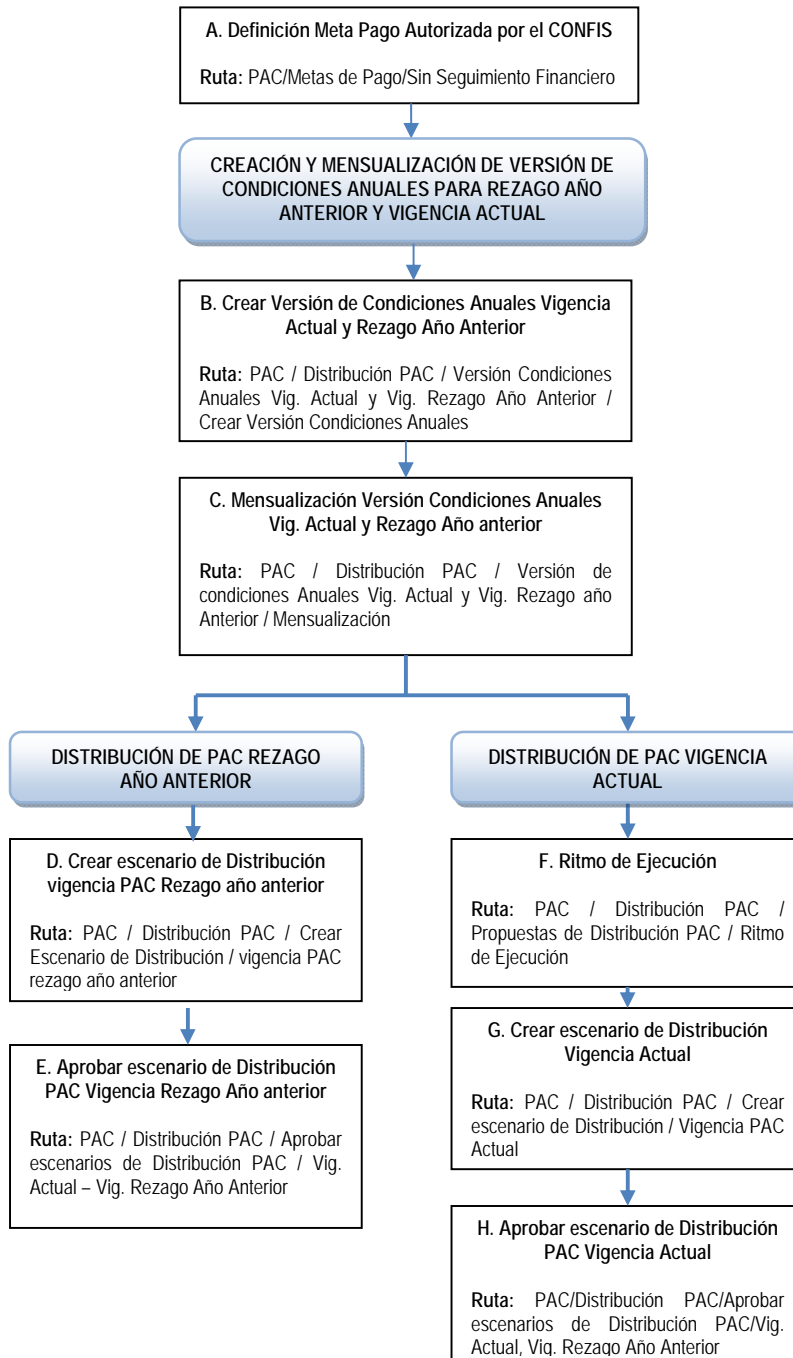 A. Definición Meta Pago Autorizada por el CONFIS
Ruta: PAC/Metas de Pago/Sin Seguimiento Financiero
CREACIÓN Y MENSUALIZACIÓN DE VERSIÓN DE
CONDICIONES ANUALES PARA REZAGO AÑO
ANTERIOR Y VIGENCIA ACTUAL
B. Crear Versión de Condiciones Anuales Vigencia
Actual y Rezago Año Anterior
Ruta: PAC / Distribución PAC / Versión Condiciones
Anuales Vig. Actual y Vig. Rezago Año Anterior /
Crear Versión Condiciones Anuales
C. Mensualización Versión Condiciones Anuales
Vig. Actual y Rezago Año anterior
Ruta: PAC / Distribución PAC / Versión de
condiciones Anuales Vig. Actual y Vig. Rezago año
Anterior / Mensualización
DISTRIBUCIÓN DE PAC REZAGO
AÑO ANTERIOR
D. Crear escenario de Distribución
vigencia PAC Rezago año anterior
Ruta: PAC / Distribución PAC / Crear
Escenario de Distribución / vigencia PAC
rezago año anterior
E. Aprobar escenario de Distribución
PAC Vigencia Rezago Año anterior
Ruta: PAC / Distribución PAC / Aprobar
escenarios de Distribución PAC / Vig.
Actual – Vig. Rezago Año Anterior
DISTRIBUCIÓN DE PAC VIGENCIA
ACTUAL
F. Ritmo de Ejecución
Ruta: PAC / Distribución PAC /
Propuestas de Distribución PAC / Ritmo
de Ejecución
G. Crear escenario de Distribución
Vigencia Actual
Ruta: PAC / Distribución PAC / Crear
escenario de Distribución / Vigencia PAC
Actual
H. Aprobar escenario de Distribución
PAC Vigencia Actual
Ruta: PAC/Distribución PAC/Aprobar
escenarios de Distribución PAC/Vig.
Actual, Vig. Rezago Año Anterior